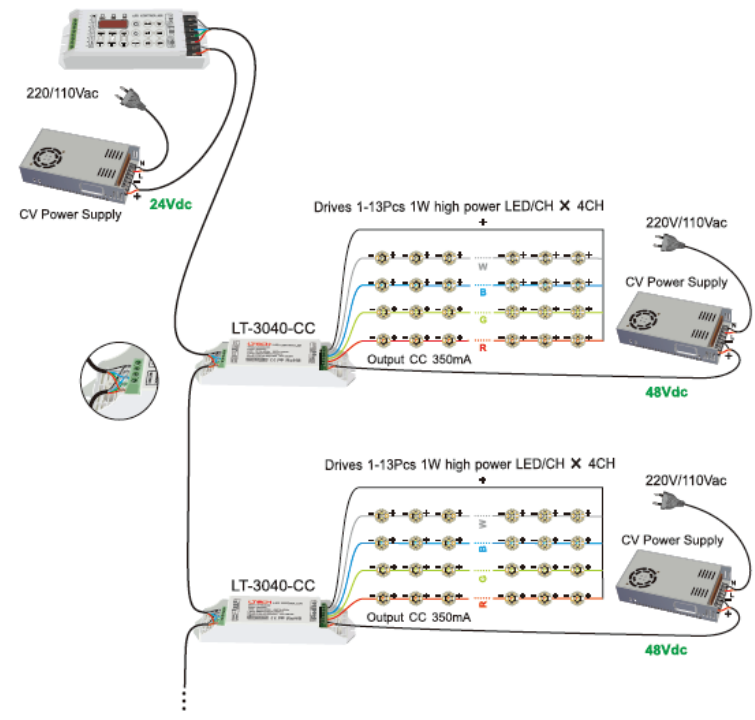 220/110Vac
N
L
CV Power Supply
24Vdc
Drives 1-13Pcs 1W high power LED/CH X 4CH
+
220V/110Vac
W
B
G
R
CV Power Supply
N
L
LT-3040-CC
LTECH
Output CC 350mA
48Vdc
Drives 1-13Pcs 1W high power LED/CH X 4CH
+
220V/110Vac
W
B
G
R
CV Power Supply
N
L
LT-3040-CC
LTECH
Output CC 350mA
48Vdc